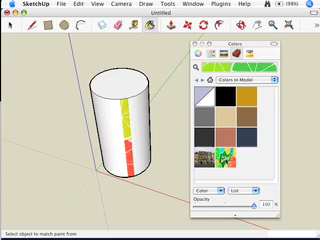 SketchUp File Edit View Camera Draw Tools Window Plugins Help (98%)
Untitled
Colors
Colors in Model
Color List
Opacity
100 %
Select object to match paint from